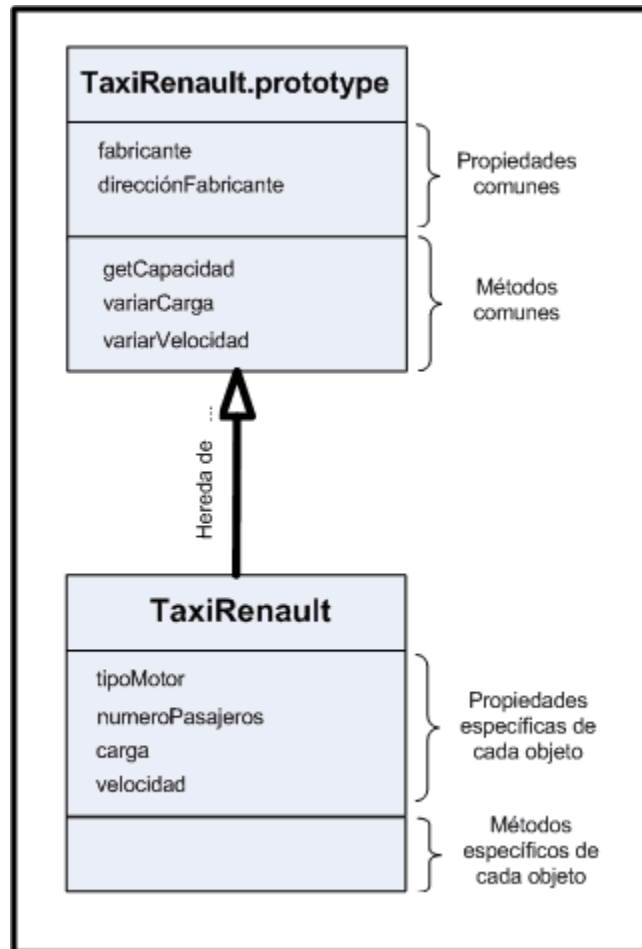 TaxiRenault.prototype
fabricante
direcciónFabricante
Propiedades
comunes
getCapacidad
variarCarga
variarVelocidad
Métodos
comunes
Hereda de ...
TaxiRenault
tipoMotor
numeroPasajeros
carga
velocidad
Propiedades
específicas de
cada objeto
Métodos
específicos de
cada objeto